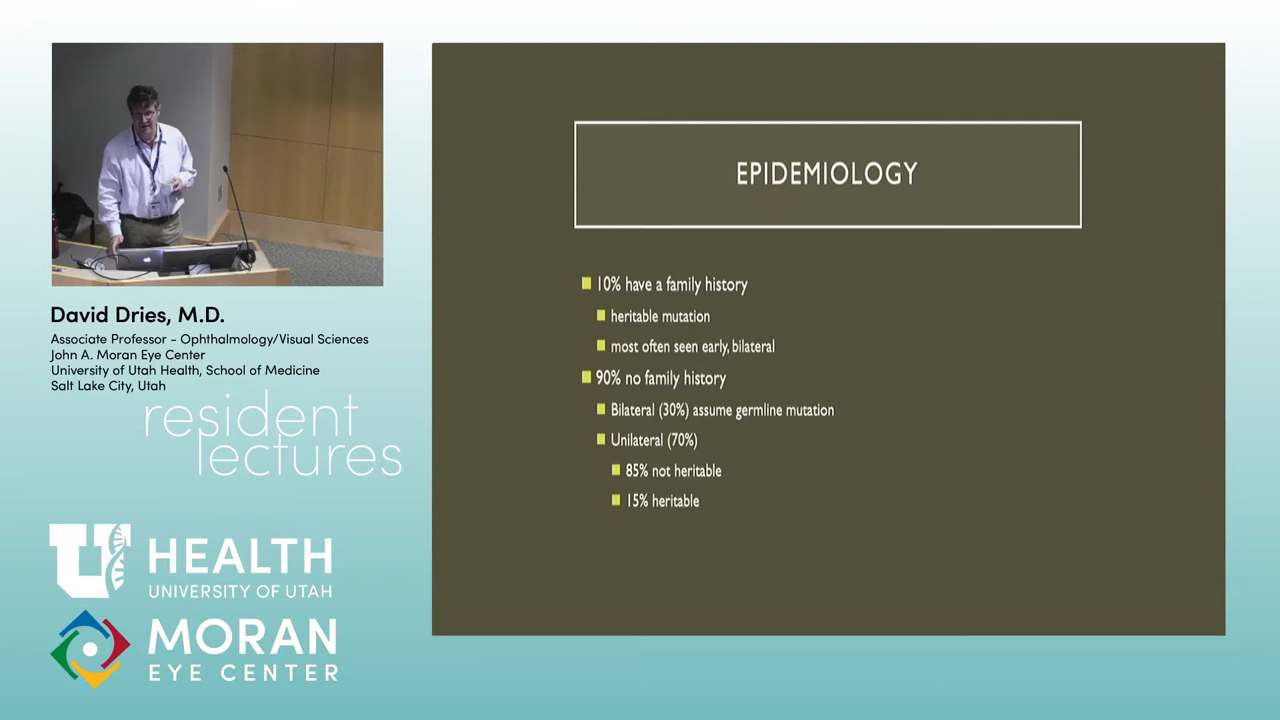 EPIDEMIOLOGY
10% have a family history
heritable mutation
most often seen early, bilateral
90% no family history
Bilateral (30%) assume germline mutation
Unilateral (70%)
85% not heritable
15% heritable
David Dries, M.D.
Associate Professor - Ophthalmology/Visual Sciences
John A. Moran Eye Center
University of Utah Health, School of Medicine
Salt Lake City, Utah
resident
lectures
U HEALTH
UNIVERSITY OF UTAH
MORAN
EYE CENTER